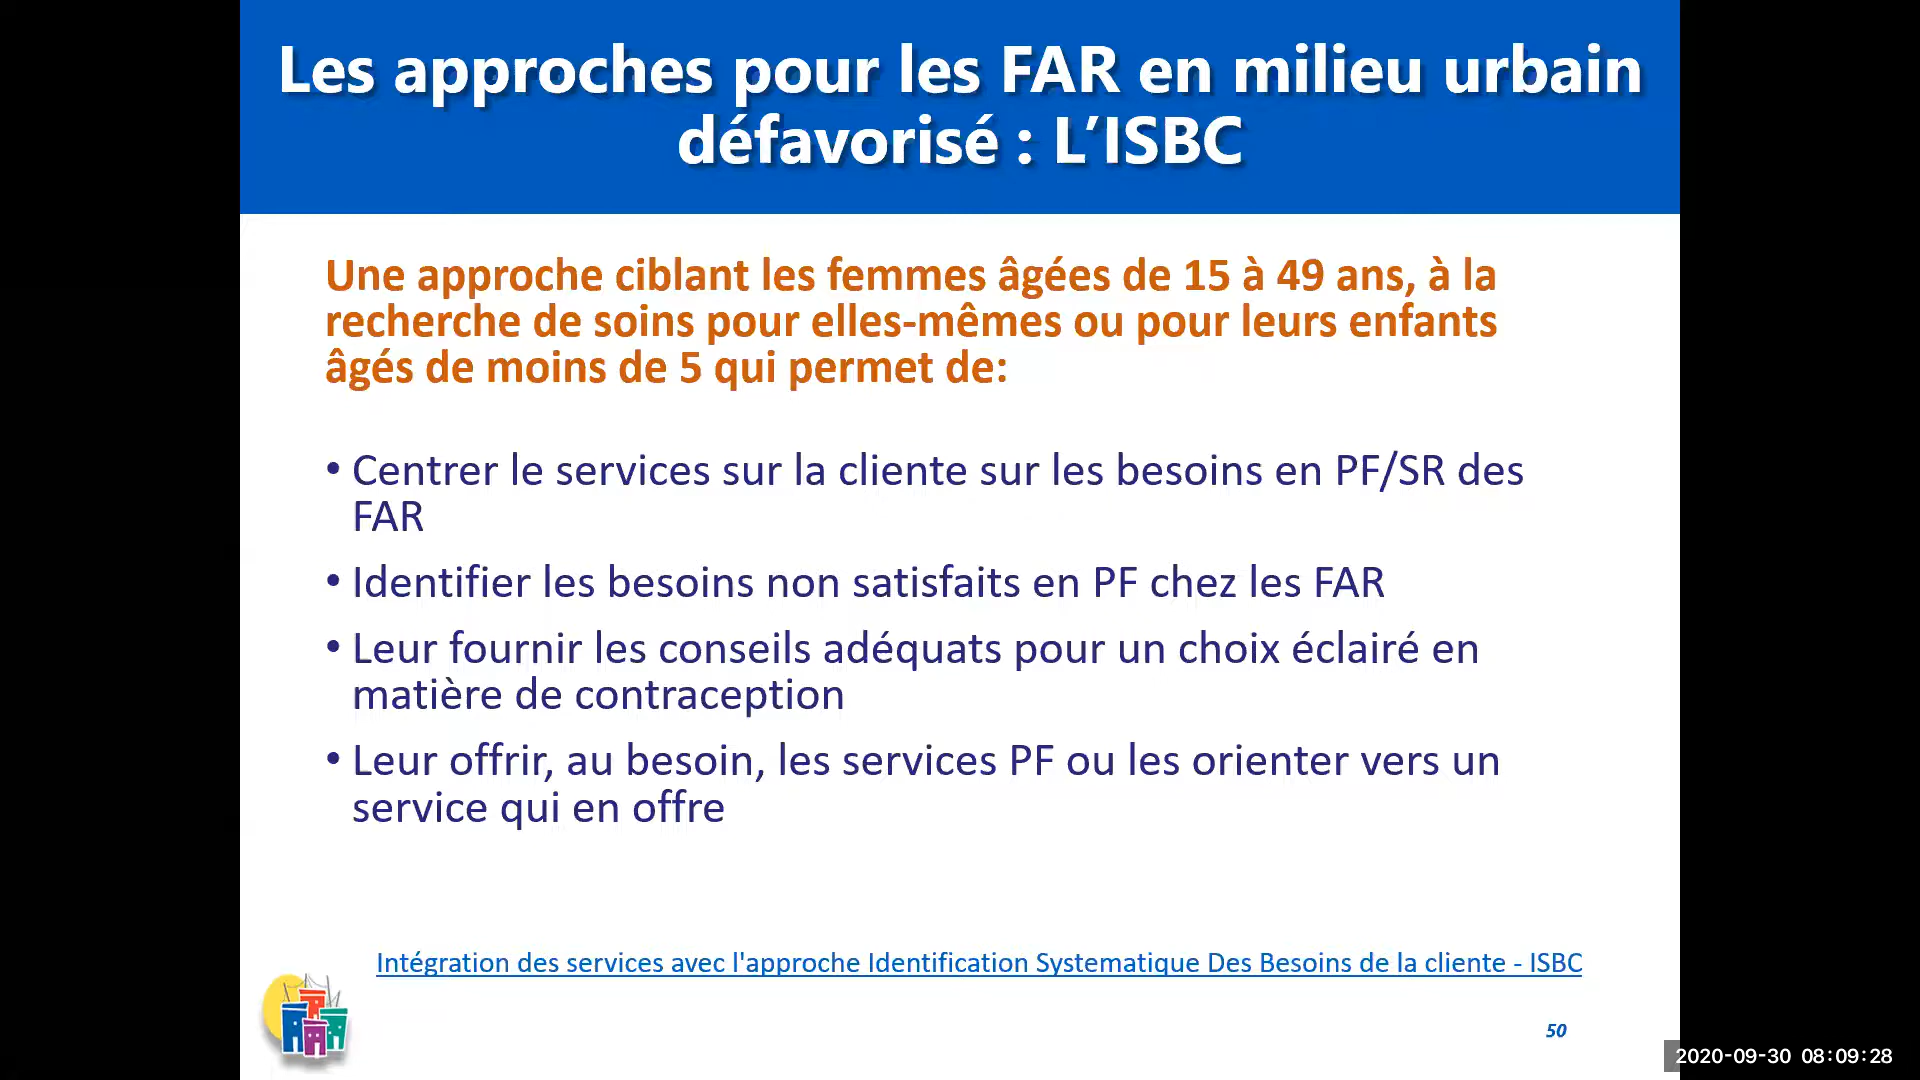 Les approches pour les FAR en milieu urbain
défavorisé : L’ISBC
Une approche ciblant les femmes âgées de 15 à 49 ans, à la
recherche de soins pour elles-mêmes ou pour leurs enfants
âgés de moins de 5 qui permet de:
• Centrer le services sur la cliente sur les besoins en PF/SR des
FAR
• Identifier les besoins non satisfaits en PF chez les FAR
• Leur fournir les conseils adéquats pour un choix éclairé en
matière de contraception
• Leur offrir, au besoin, les services PF ou les orienter vers un
service qui en offre
Intégration des services avec l'approche Identification Systematique Des Besoins de la cliente - ISBC
50
2020-09-30 08:09:28